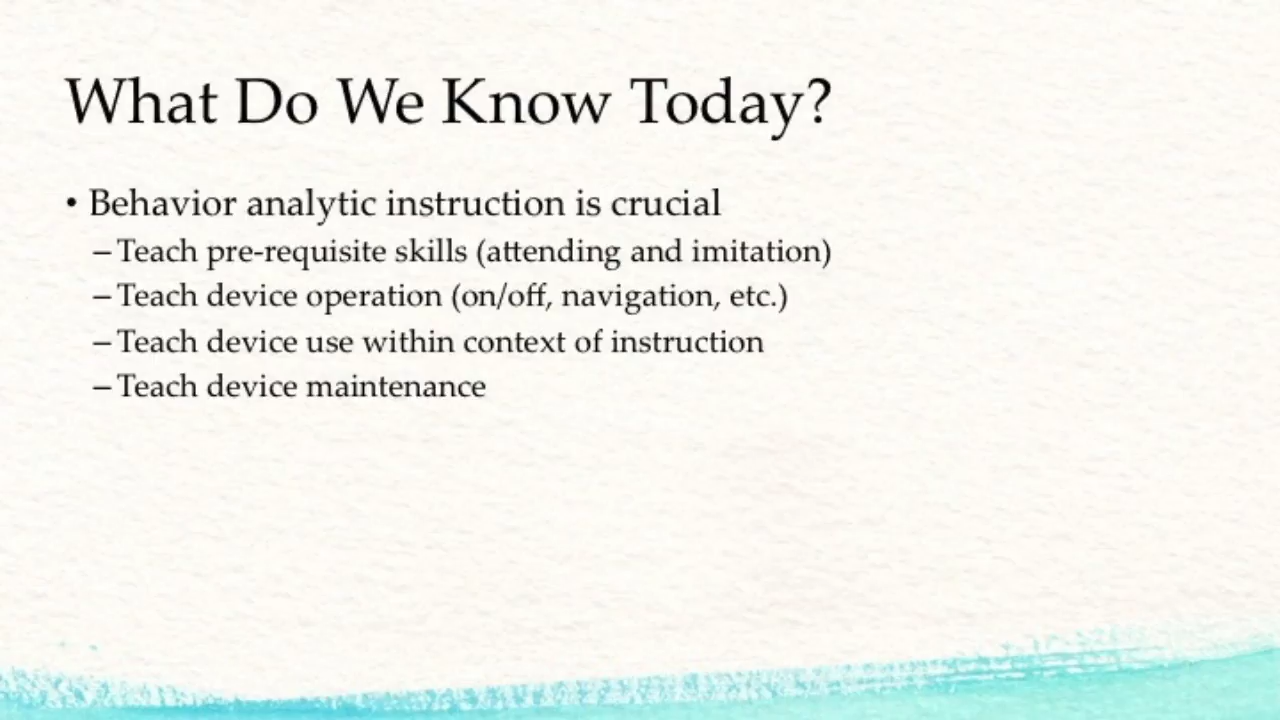 What Do We Know Today?
• Behavior analytic instruction is crucial
– Teach pre-requisite skills (attending and imitation)
– Teach device operation (on/off, navigation, etc.)
– Teach device use within context of instruction
– Teach device maintenance